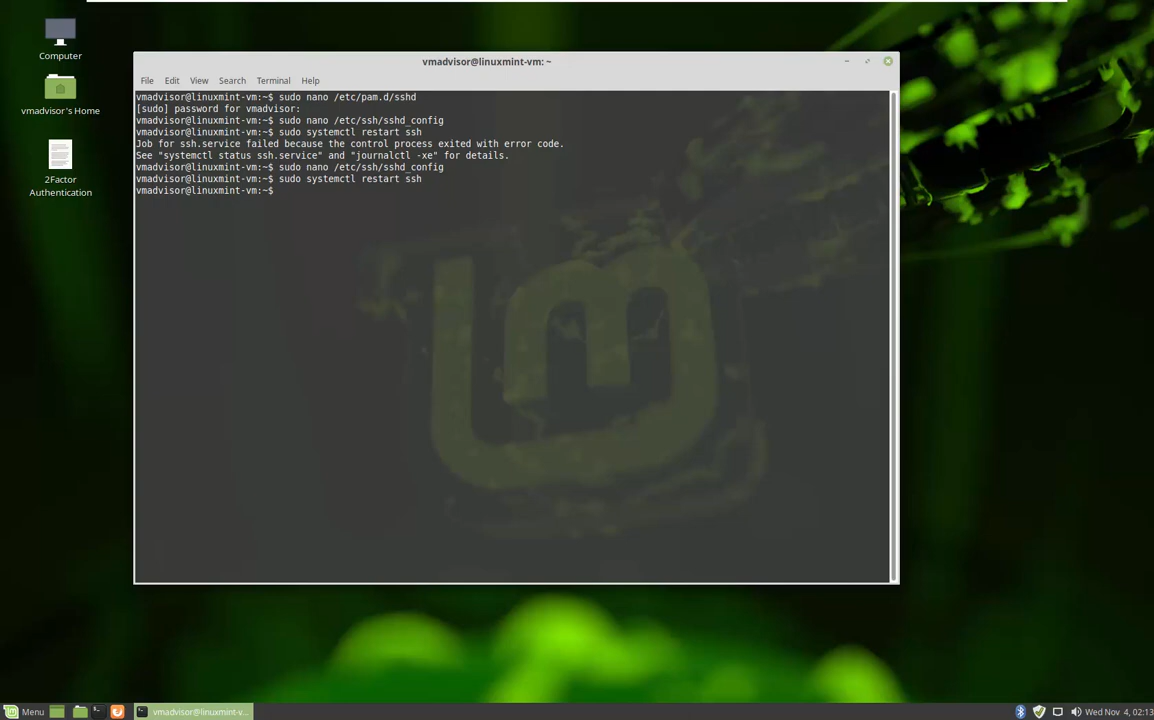 Computer
vmadvisor's Home
2Factor
Authentication
vmadvisor@linuxmint-vm: ~
File Edit View Search Terminal Help
vmadvisor@linuxmint-vm:~$ sudo nano /etc/pam.d/sshd
[sudo] password for vmadvisor:
vmadvisor@linuxmint-vm:~$ sudo nano /etc/ssh/sshd_config
vmadvisor@linuxmint-vm:~$ sudo systemctl restart ssh
Job for ssh.service failed because the control process exited with error code.
See "systemctl status ssh.service" and "journalctl -xe" for details.
vmadvisor@linuxmint-vm:~$ sudo nano /etc/ssh/sshd_config
vmadvisor@linuxmint-vm:~$ sudo systemctl restart ssh
vmadvisor@linuxmint-vm:~$
Menu
vmadvisor@linuxmint-v...
Wed Nov 4, 02:13